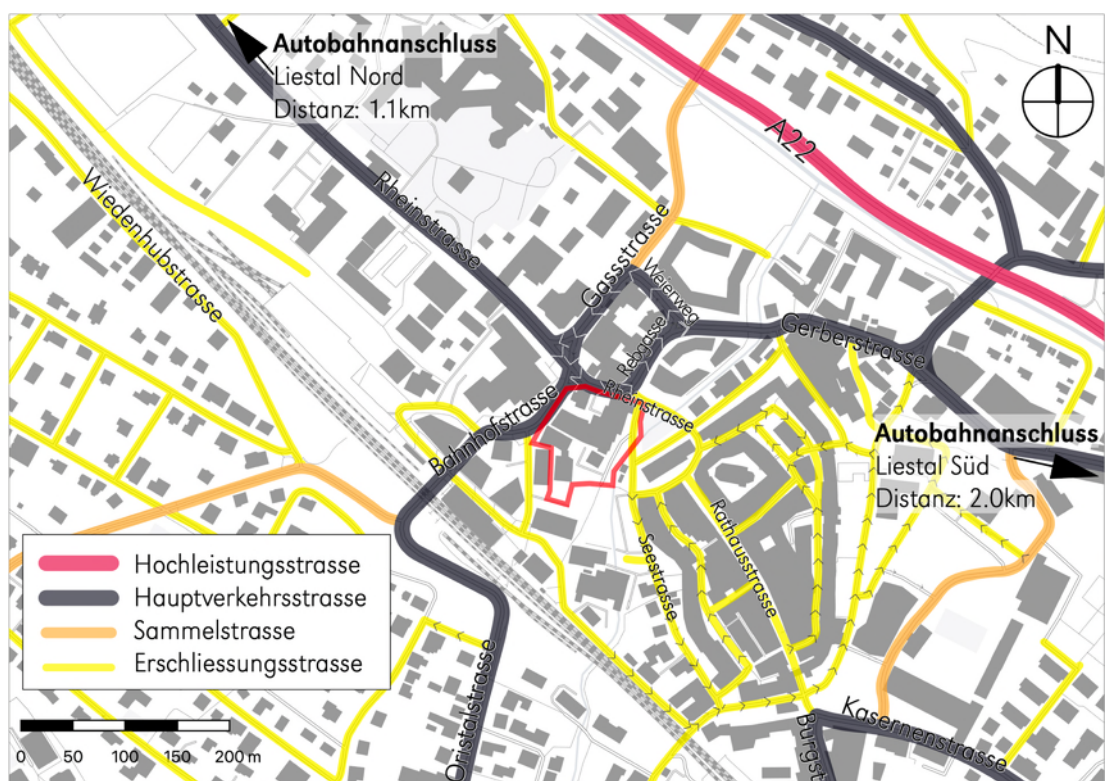 Autobahnanschluss
Liestal Nord
Distanz: 1.1km
N
A22
Rheinstrasse
Wiedenhubstrasse
Gassstrasse
Weierweg
Rebgasse
Gerberstrasse
Rheinstrasse
Bahnhofstrasse
Autobahnanschluss
Liestal Süd
Distanz: 2.0km
Seestrasse
Rathausstrasse
Hochleistungsstrasse
Hauptverkehrsstrasse
Sammelstrasse
Erschliessungsstrasse
Oristalstrasse
Kasernenstrasse
Burgst
0 50 100 150 200 m